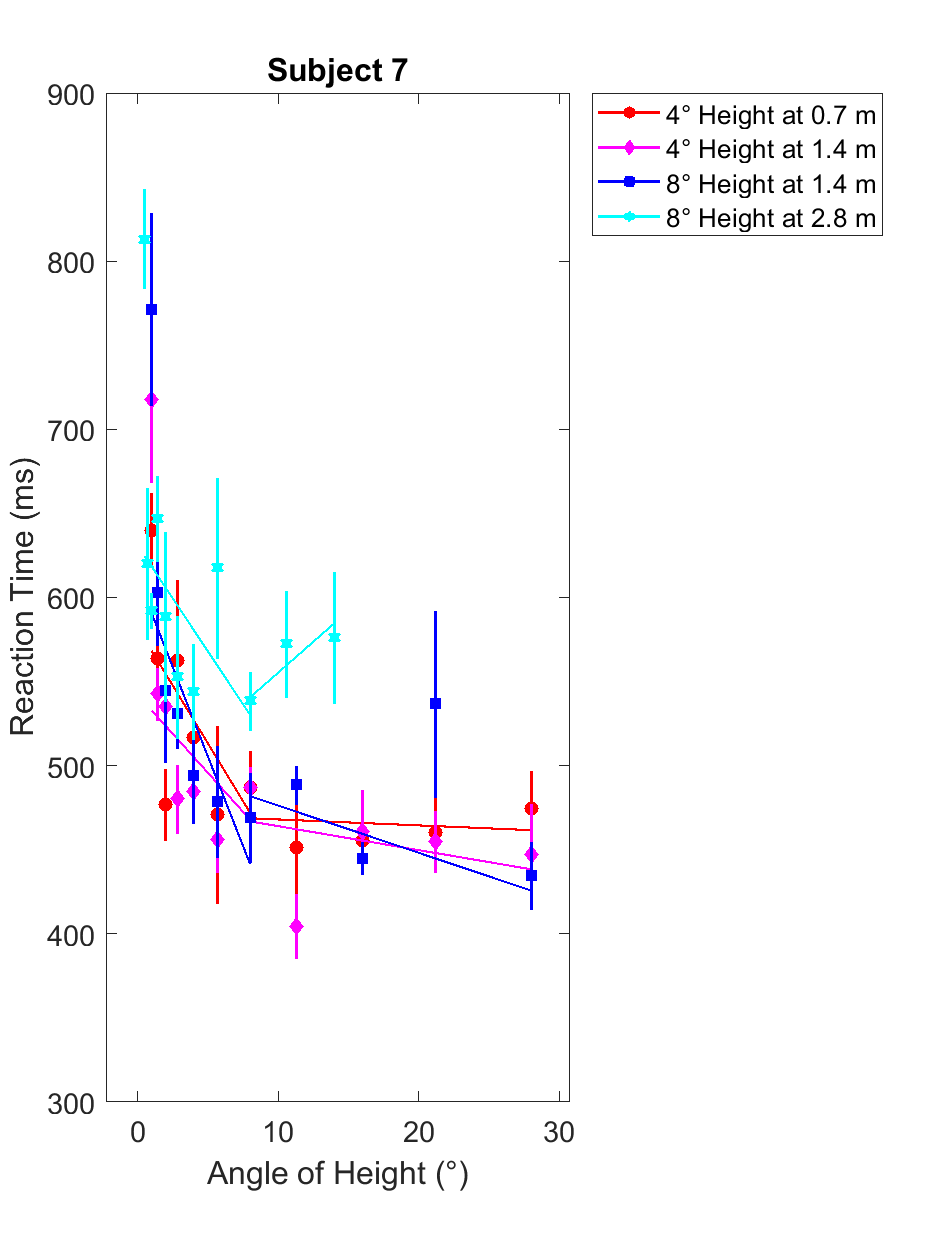 Subject 7
900
800
700
600
500
400
300
0 10 20 30
Reaction Time (ms)
Angle of Height (°)
4° Height at 0.7 m
4° Height at 1.4 m
8° Height at 1.4 m
8° Height at 2.8 m